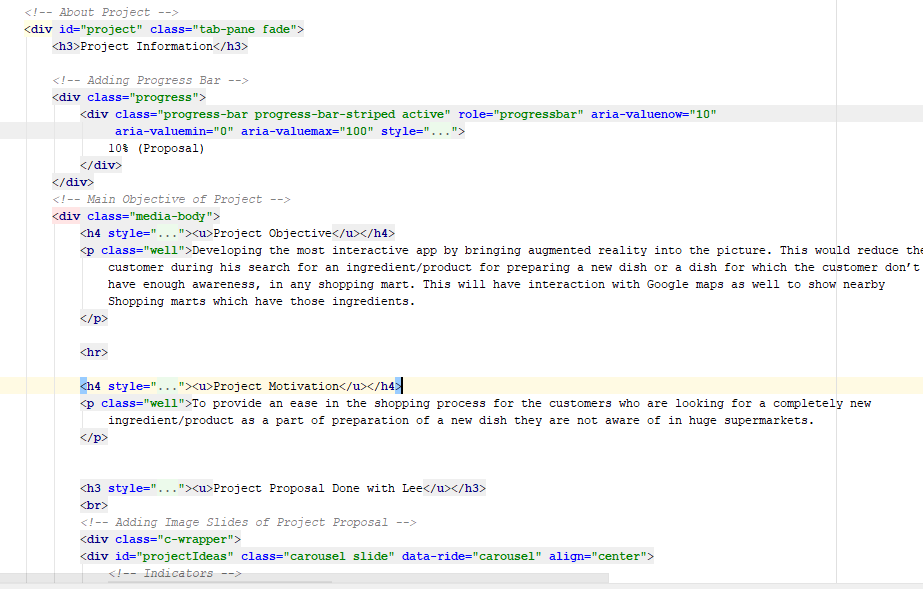 <!-- About Project -->
<div id="project" class="tab-pane fade">
<h3>Project Information</h3>
<!-- Adding Progress Bar -->
<div class="progress">
<div class="progress-bar progress-bar-striped active" role="progressbar" aria-valuenow="10"
aria-valuemin="0" aria-valuemax="100" style="...">
10% (Proposal)
</div>
</div>
<!-- Main Objective of Project -->
<div class="media-body">
<h4 style="..."><u>Project Objective</u></h4>
<p class="well">Developing the most interactive app by bringing augmented reality into the picture. This would reduce the
customer during his search for an ingredient/product for preparing a new dish or a dish for which the customer don’t
have enough awareness, in any shopping mart. This will have interaction with Google maps as well to show nearby
Shopping marts which have those ingredients.
</p>
<hr>
<h4 style="..."><u>Project Motivation</u></h4>
<p class="well">To provide an ease in the shopping process for the customers who are looking for a completely new
ingredient/product as a part of preparation of a new dish they are not aware of in huge supermarkets.
</p>
<h3 style="..."><u>Project Proposal Done with Lee</u></h3>
<br>
<!-- Adding Image Slides of Project Proposal -->
<div class="c-wrapper">
<div id="projectIdeas" class="carousel slide" data-ride="carousel" align="center">
<!-- Indicators -->